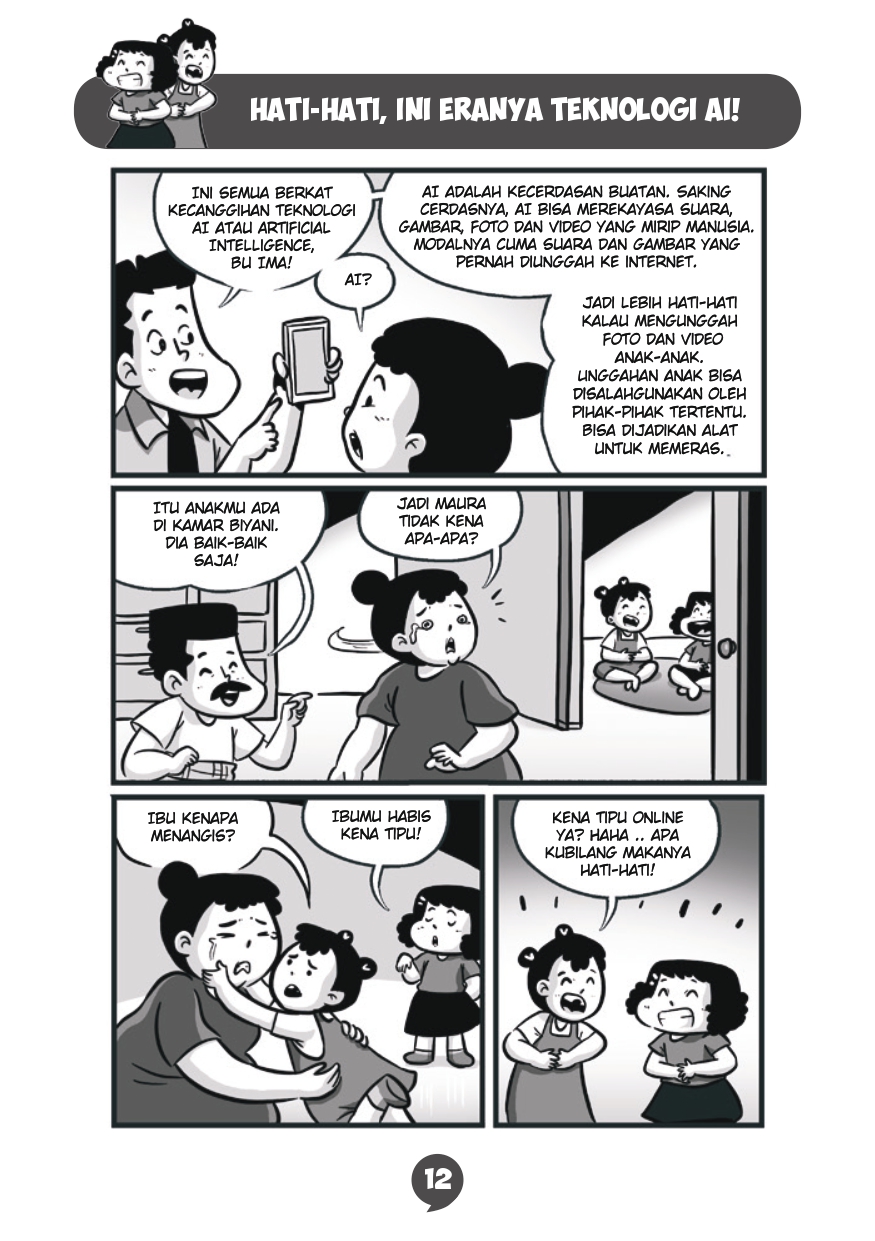 HATI-HATI, INI ERANYA TEKNOLOGI AI!
INI SEMUA BERKAT
KECANGGIHAN TEKNOLOGI
AI ATAU ARTIFICIAL
INTELLIGENCE,
BU IMA!
AI?
AI ADALAH KECERDASAN BUATAN. SAKING
CERDASNYA, AI BISA MEREKAYASA SUARA,
GAMBAR, FOTO DAN VIDEO YANG MIRIP MANUSIA.
MODALNYA CUMA SUARA DAN GAMBAR YANG
PERNAH DIUNGGAH KE INTERNET.
JADI LEBIH HATI-HATI
KALAU MENGUNGGAH
FOTO DAN VIDEO
ANAK-ANAK.
UNGGAHAN ANAK BISA
DISALAHGUNAKAN OLEH
PIHAK-PIHAK TERTENTU.
BISA DIJADIKAN ALAT
UNTUK MEMERAS.
ITU ANAKMU ADA
DI KAMAR BIYANI.
DIA BAIK-BAIK
SAJA!
JADI MAURA
TIDAK KENA
APA-APA?
IBU KENAPA
MENANGIS?
IBUMU HABIS
KENA TIPU!
KENA TIPU ONLINE
YA? HAHA .. APA
KUBILANG MAKANYA
HATI-HATI!
12